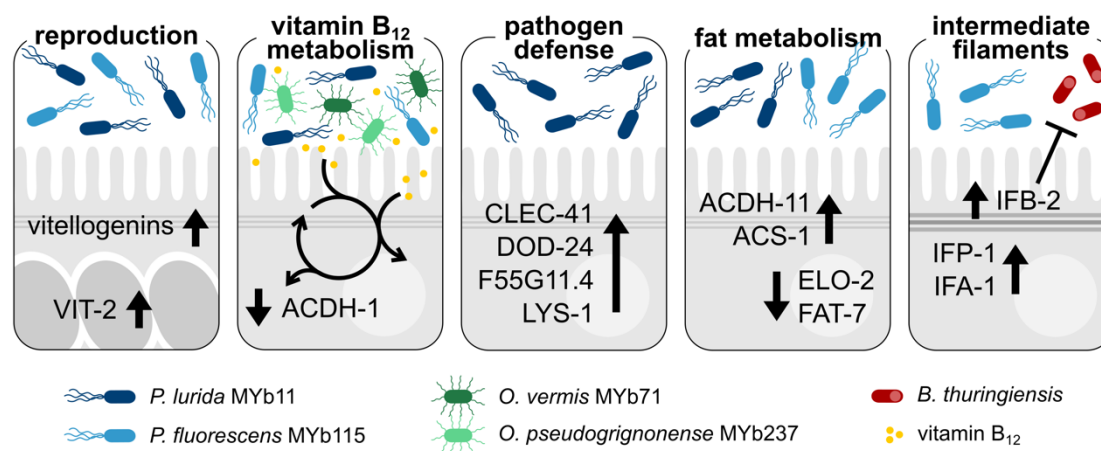 reproduction
vitamin B₁₂
metabolism
pathogen
defense
fat metabolism
intermediate
filaments
vitellogenins
VIT-2
ACDH-1
CLEC-41
DOD-24
F55G11.4
LYS-1
ACDH-11
ACS-1
ELO-2
FAT-7
IFB-2
IFP-1
IFA-1
P. lurida MYb11
P. fluorescens MYb115
O. vermis MYb71
O. pseudogrignonense MYb237
B. thuringiensis
vitamin B₁₂